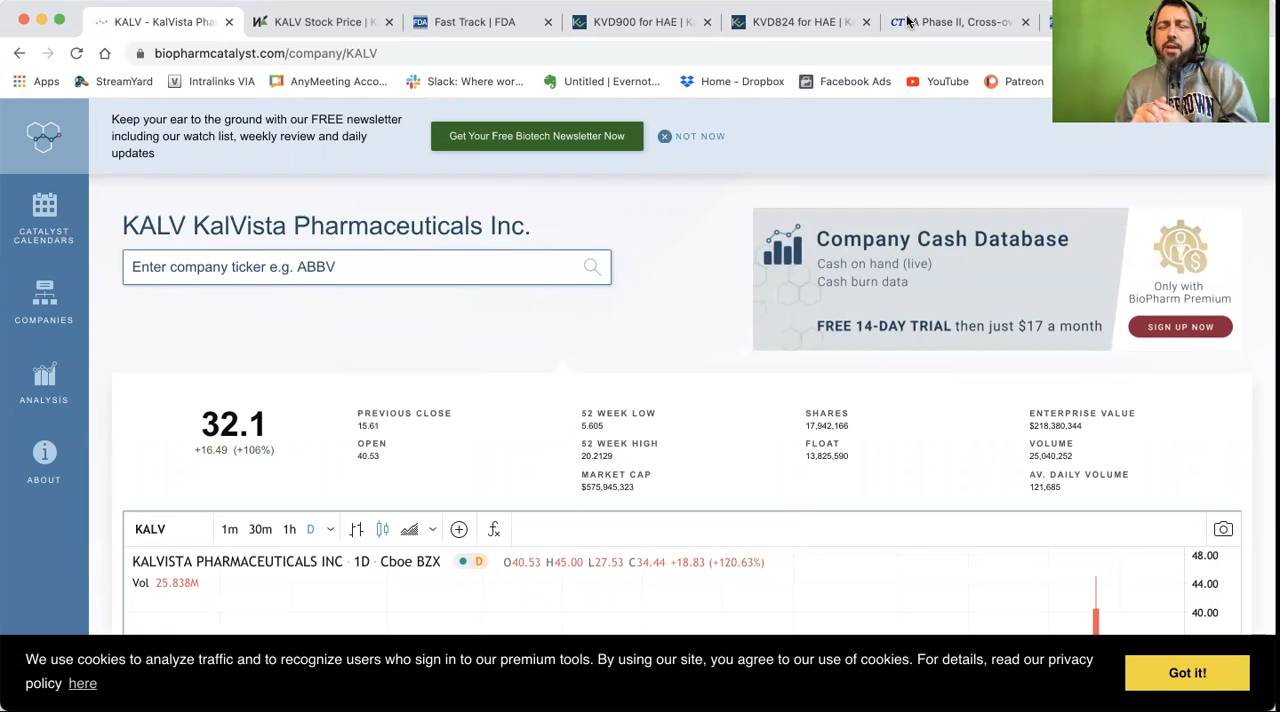 KALV - KalVista Pha
KALV Stock Price | K
Fast Track | FDA
KVD900 for HAE | K
KVD824 for HAE | K
CT
Phase II, Cross-ov
biopharmcatalyst.com/company/KALV
Apps
StreamYard
Intralinks VIA
AnyMeeting Acco...
Slack: Where wor...
Untitled | Evernot...
Home - Dropbox
Facebook Ads
YouTube
Patreon
Keep your ear to the ground with our FREE newsletter
including our watch list, weekly review and daily
updates
Get Your Free Biotech Newsletter Now
NOT NOW
CATALYST
CALENDARS
COMPANIES
ANALYSIS
ABOUT
KALV KalVista Pharmaceuticals Inc.
Enter company ticker e.g. ABBV
Company Cash Database
Cash on hand (live)
Cash burn data
FREE 14-DAY TRIAL then just $17 a month
Only with
BioPharm Premium
SIGN UP NOW
32.1
+16.49 (+106%)
PREVIOUS CLOSE
15.61
OPEN
40.53
52 WEEK LOW
5.605
52 WEEK HIGH
20.2129
MARKET CAP
$575,945,323
SHARES
17,942,166
FLOAT
13,825,590
ENTERPRISE VALUE
$218,380,344
VOLUME
25,040,252
AV. DAILY VOLUME
121,685
KALV
1m 30m 1h D
KALVISTA PHARMACEUTICALS INC · 1D · Cboe BZX D O40.53 H45.00 L27.53 C34.44 +18.83 (+120.63%)
Vol 25.838M
48.00
44.00
40.00
We use cookies to analyze traffic and to recognize users who sign in to our premium tools. By using our site, you agree to our use of cookies. For details, read our privacy
policy here
Got it!